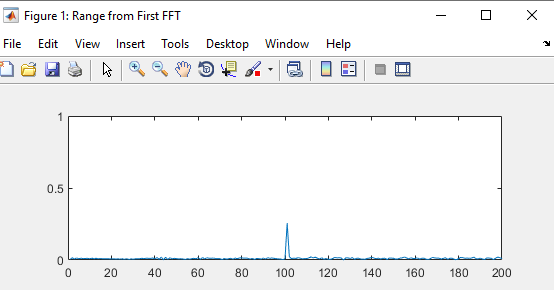 Figure 1: Range from First FFT
File Edit View Insert Tools Desktop Window Help
1
0.5
0
0 20 40 60 80 100 120 140 160 180 200